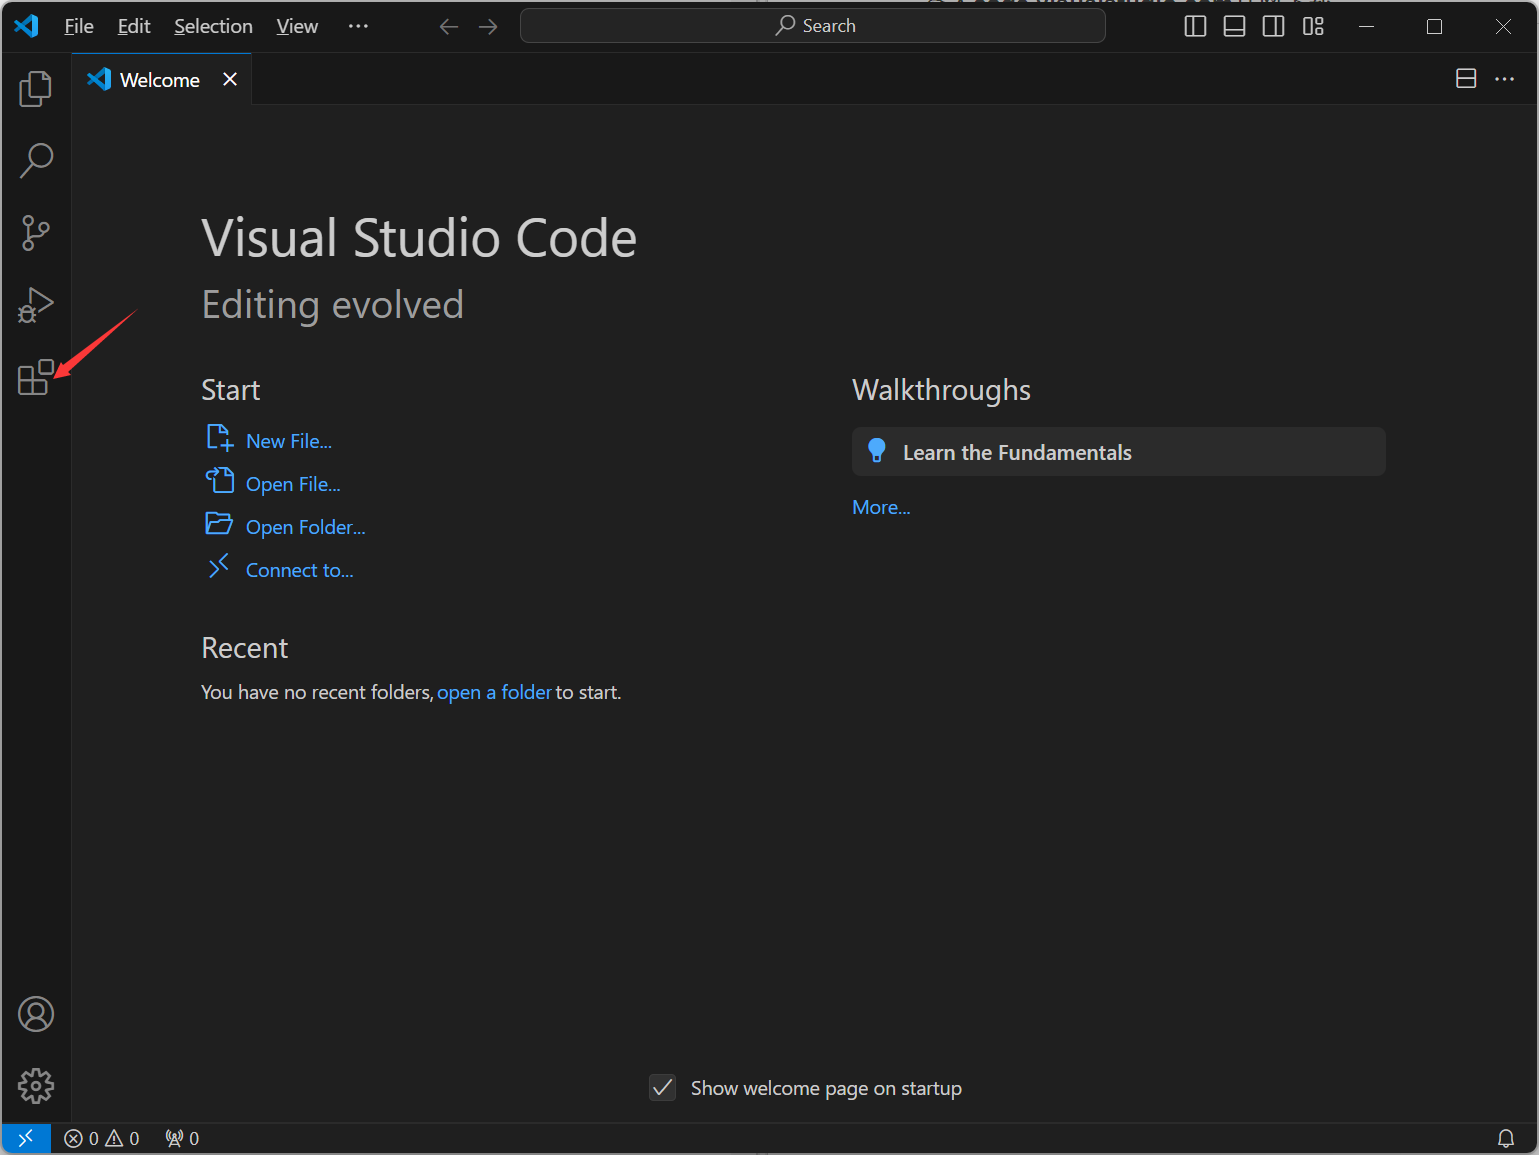 File Edit Selection View ··· Search
Welcome
Visual Studio Code
Editing evolved
Start
New File...
Open File...
Open Folder...
Connect to...
Recent
You have no recent folders, open a folder to start.
Walkthroughs
Learn the Fundamentals
More...
Show welcome page on startup
0 0 0